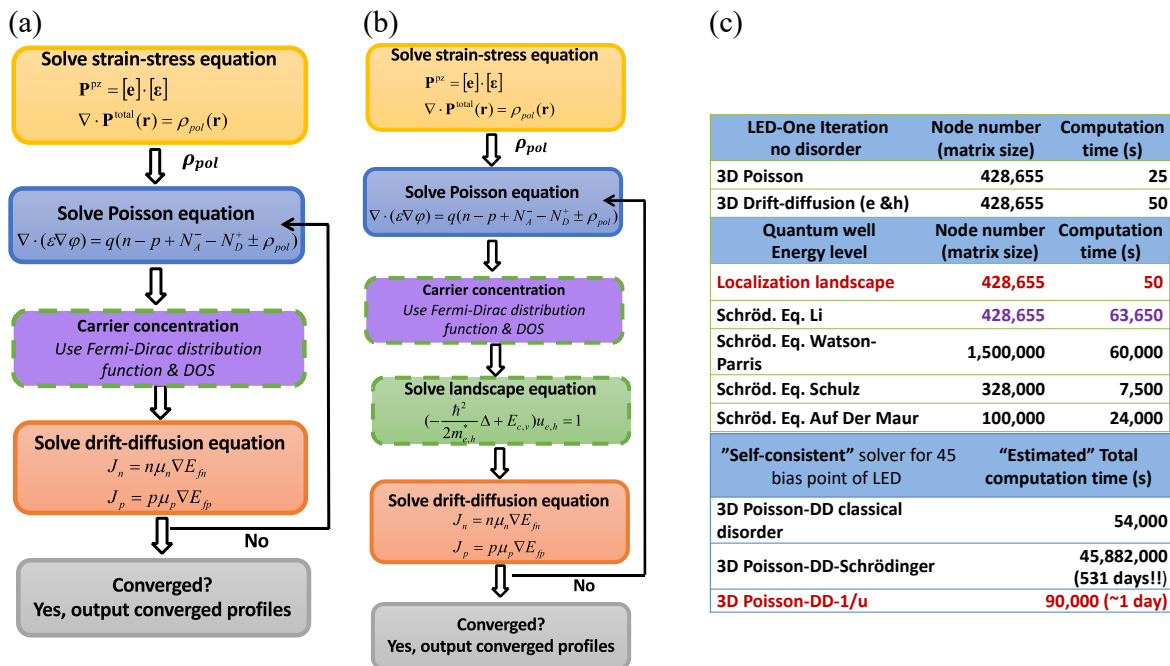 (a)
Solve strain-stress equation
P^pz = [e]·[ε]
∇ · P^total(r) = ρ_pol(r)
ρ_pol
Solve Poisson equation
∇ · (ε∇φ) = q(n − p + N_A^- − N_D^+ ± ρ_pol)
Carrier concentration
Use Fermi-Dirac distribution
function & DOS
Solve drift-diffusion equation
J_n = nμ_n∇E_fn
J_p = pμ_p∇E_fp
No
Converged?
Yes, output converged profiles
(b)
Solve strain-stress equation
P^pz = [e]·[ε]
∇ · P^total(r) = ρ_pol(r)
ρ_pol
Solve Poisson equation
∇ · (ε∇φ) = q(n − p + N_A^- − N_D^+ ± ρ_pol)
Carrier concentration
Use Fermi-Dirac distribution
function & DOS
Solve landscape equation
(−ℏ²/2m*_e,h Δ + E_c,v)u_e,h = 1
Solve drift-diffusion equation
J_n = nμ_n∇E_fn
J_p = pμ_p∇E_fp
No
Converged?
Yes, output converged profiles
(c)
LED-One Iteration Node number Computation
no disorder (matrix size) time (s)
3D Poisson 428,655 25
3D Drift-diffusion (e &h) 428,655 50
Quantum well Node number Computation
Energy level (matrix size) time (s)
Localization landscape 428,655 50
Schröd. Eq. Li 428,655 63,650
Schröd. Eq. Watson-
Parris 1,500,000 60,000
Schröd. Eq. Schulz 328,000 7,500
Schröd. Eq. Auf Der Maur 100,000 24,000
”Self-consistent” solver for 45 “Estimated” Total
bias point of LED computation time (s)
3D Poisson-DD classical
disorder 54,000
3D Poisson-DD-Schrödinger 45,882,000
(531 days!!)
3D Poisson-DD-1/u 90,000 (~1 day)